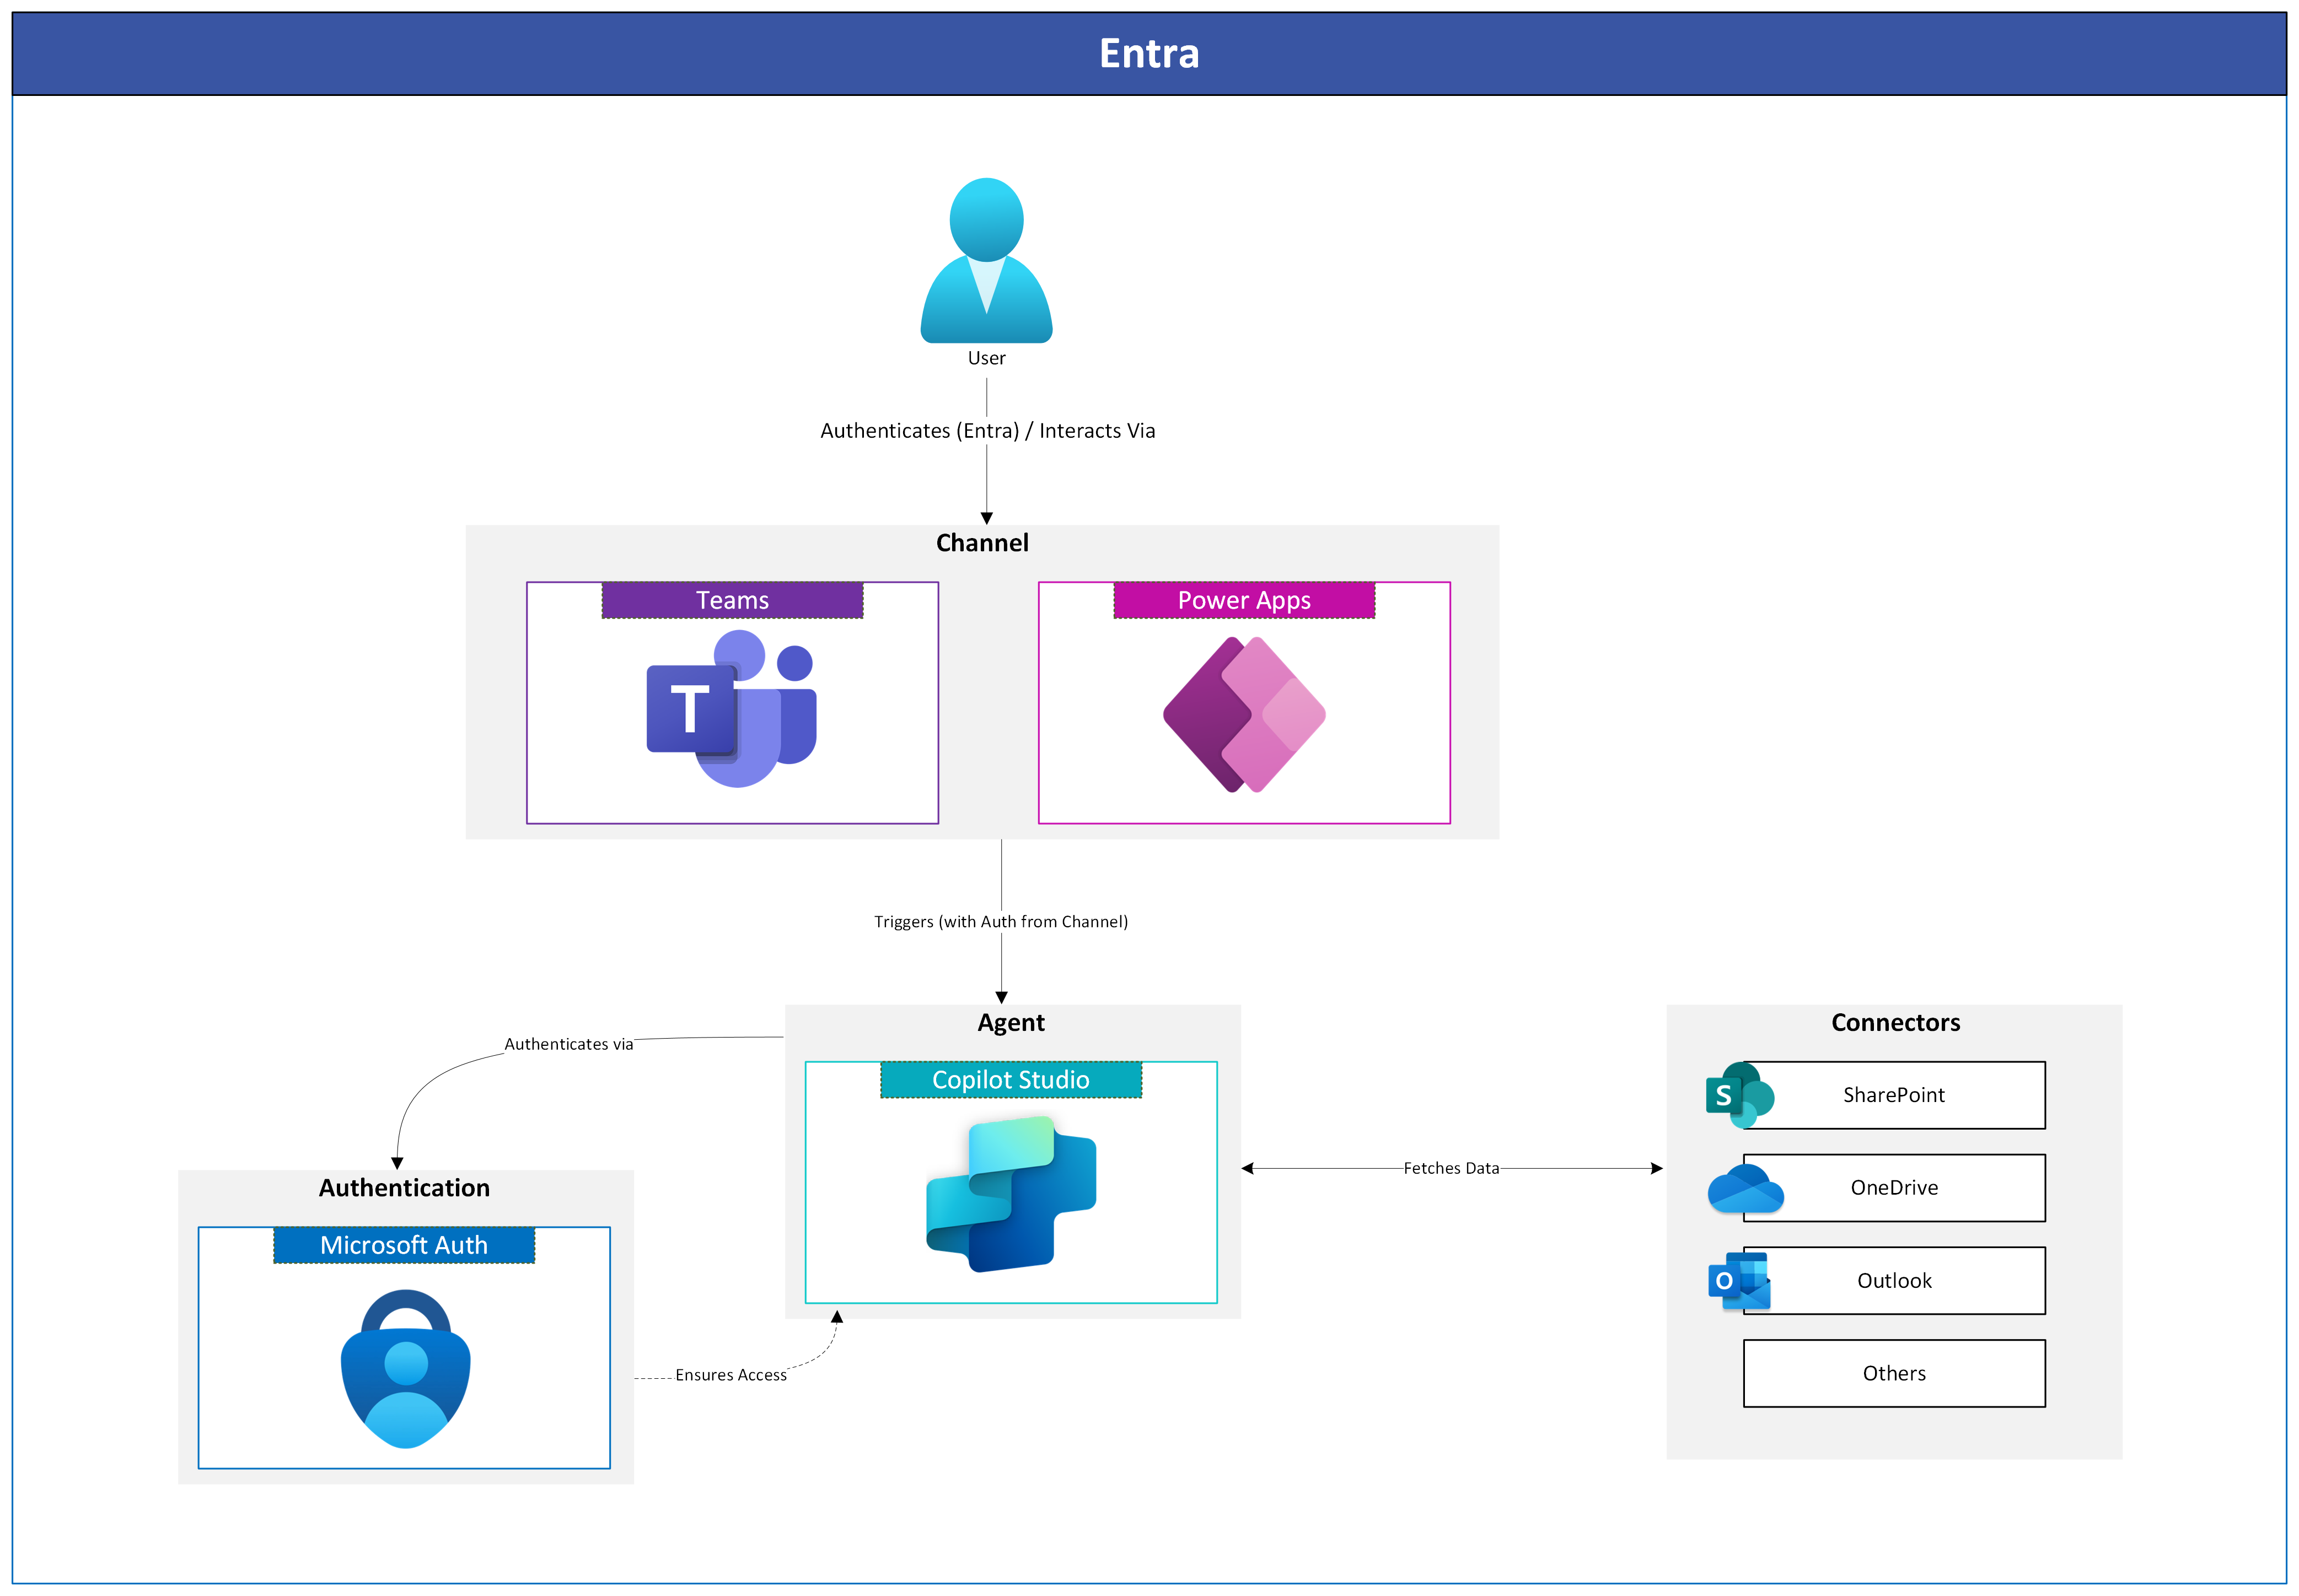 Entra
User
Authenticates (Entra) / Interacts Via
Channel
Teams
Power Apps
T
Triggers (with Auth from Channel)
Agent
Copilot Studio
Authenticates via
Authentication
Microsoft Auth
Ensures Access
Fetches Data
Connectors
S
SharePoint
OneDrive
O
Outlook
Others